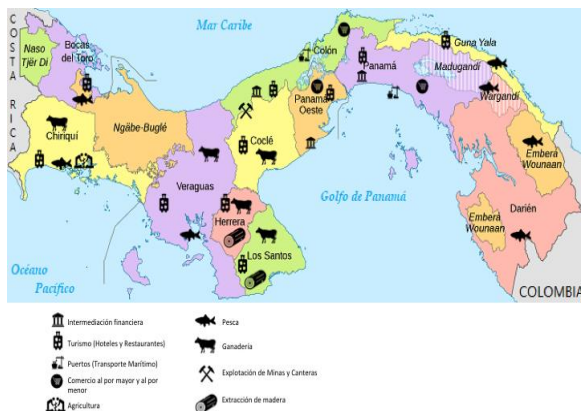 Mar Caribe
COSTA RICA
Naso
Tjër Di
Bocas
del Toro
Colón
Guna Yala
Panamá
Madugandí
Wargandí
Chiriquí
Ngäbe-Buglé
Coclé
Panamá
Oeste
Veraguas
Golfo de Panamá
Emberá
Wounaan
Herrera
Emberá
Wounaan
Darién
Los Santos
Océano
Pacífico
COLOMBIA
Intermediación financiera
Pesca
Turismo (Hoteles y Restaurantes)
Ganadería
Puertos (Transporte Marítimo)
Comercio al por mayor y al por
menor
Explotación de Minas y Canteras
Agricultura
Extracción de madera